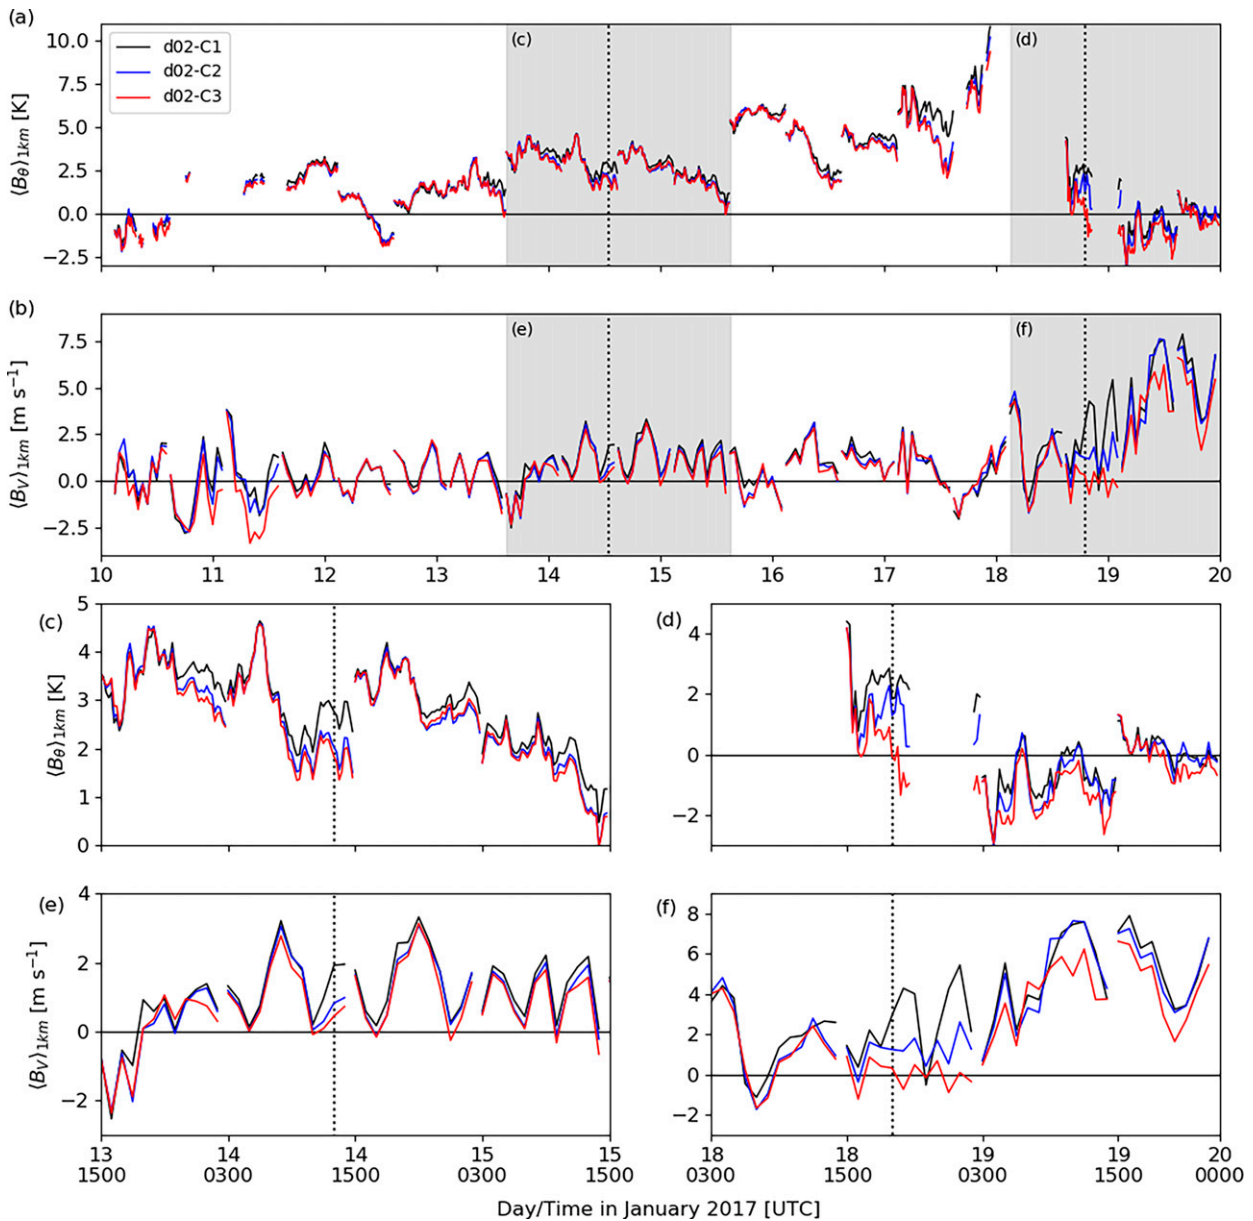 (a)
⟨Bθ⟩1km [K]
10.0
7.5
5.0
2.5
0.0
−2.5
d02-C1
d02-C2
d02-C3
(c)
(d)
(b)
⟨BV⟩1km [m s⁻¹]
7.5
5.0
2.5
0.0
−2.5
(e)
(f)
10 11 12 13 14 15 16 17 18 19 20
(c)
⟨Bθ⟩1km [K]
5
4
3
2
1
0
(d)
4
2
0
−2
(e)
⟨BV⟩1km [m s⁻¹]
4
2
0
−2
13 14 14 15 15
1500 0300 1500 0300 1500
(f)
8
6
4
2
0
−2
18 18 19 19 20
0300 1500 0300 1500 0000
Day/Time in January 2017 [UTC]